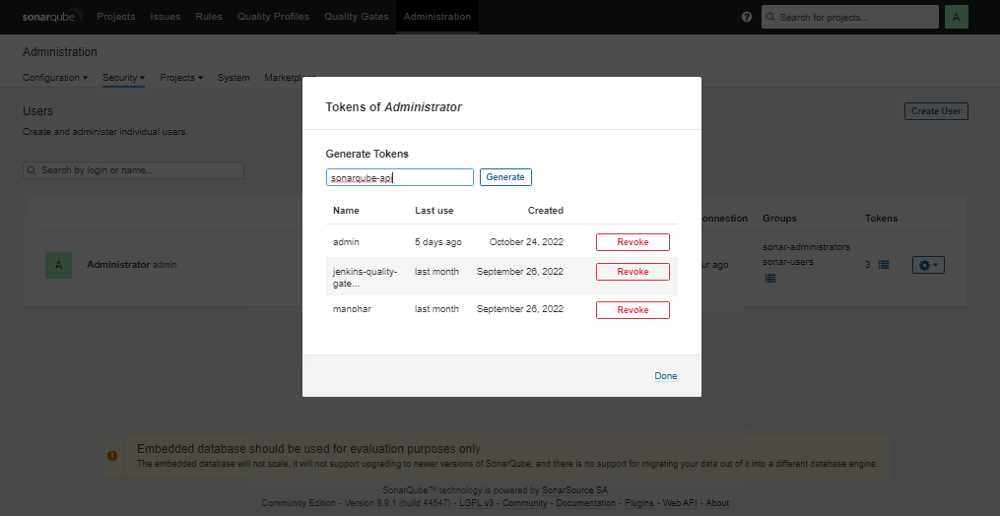 sonarqube Projects Issues Rules Quality Profiles Quality Gates Administration ? Search for projects... A
Administration
Configuration Security Projects System
Users
Create User
Create and administer individual users.
Search by login or name...
Tokens of Administrator
Generate Tokens
sonarqube-api Generate
Name Last use Created
admin 5 days ago October 24, 2022 Revoke
jenkins-quality-gate... last month September 26, 2022 Revoke
manohar last month September 26, 2022 Revoke
Done
Groups Tokens
A Administrator admin ago sonar-administrators 3
sonar-users
Embedded database should be used for evaluation purposes only
The embedded database will not scale, it will not support upgrading to newer versions of SonarQube, and there is no support for migrating your data out of it into a different database engine.
SonarQube™ technology is powered by SonarSource SA
Community Edition - Version 8.9.1 (build 44547) - LGPL v3 - Community - Documentation - Plugins - Web API - About